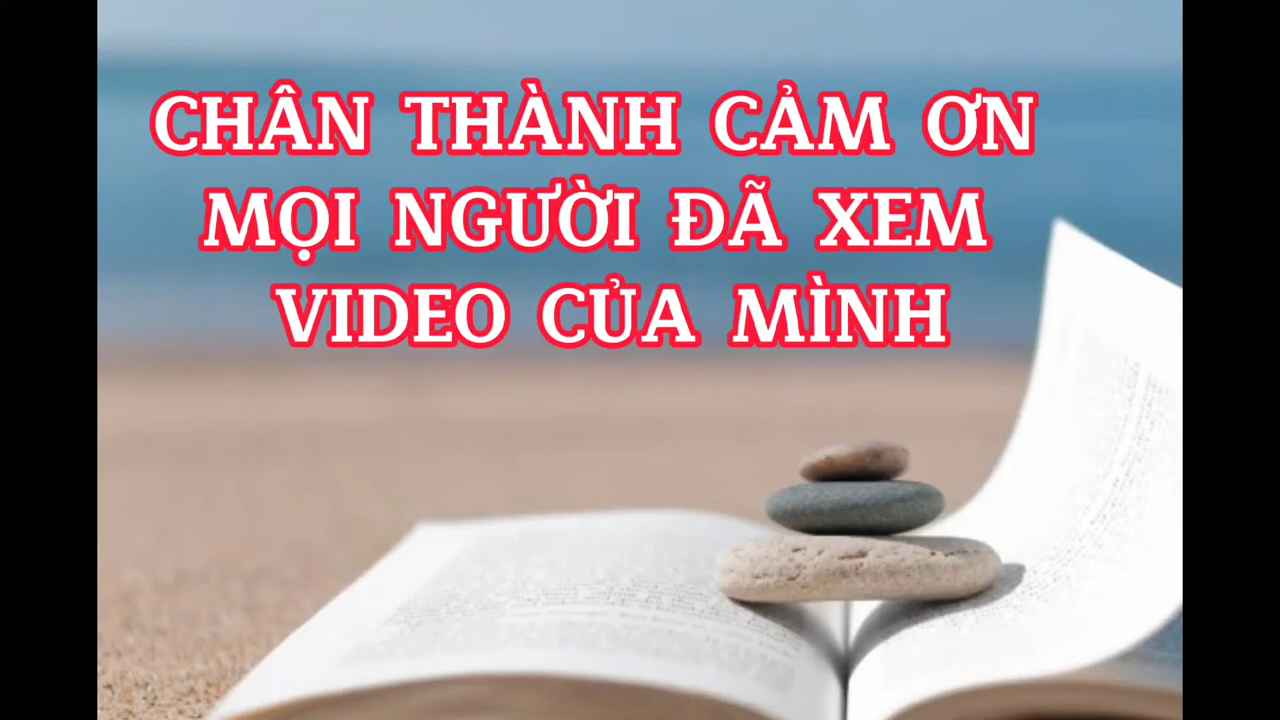 CHÂN THÀNH CẢM ƠN
MỌI NGƯỜI ĐÃ XEM
VIDEO CỦA MÌNH